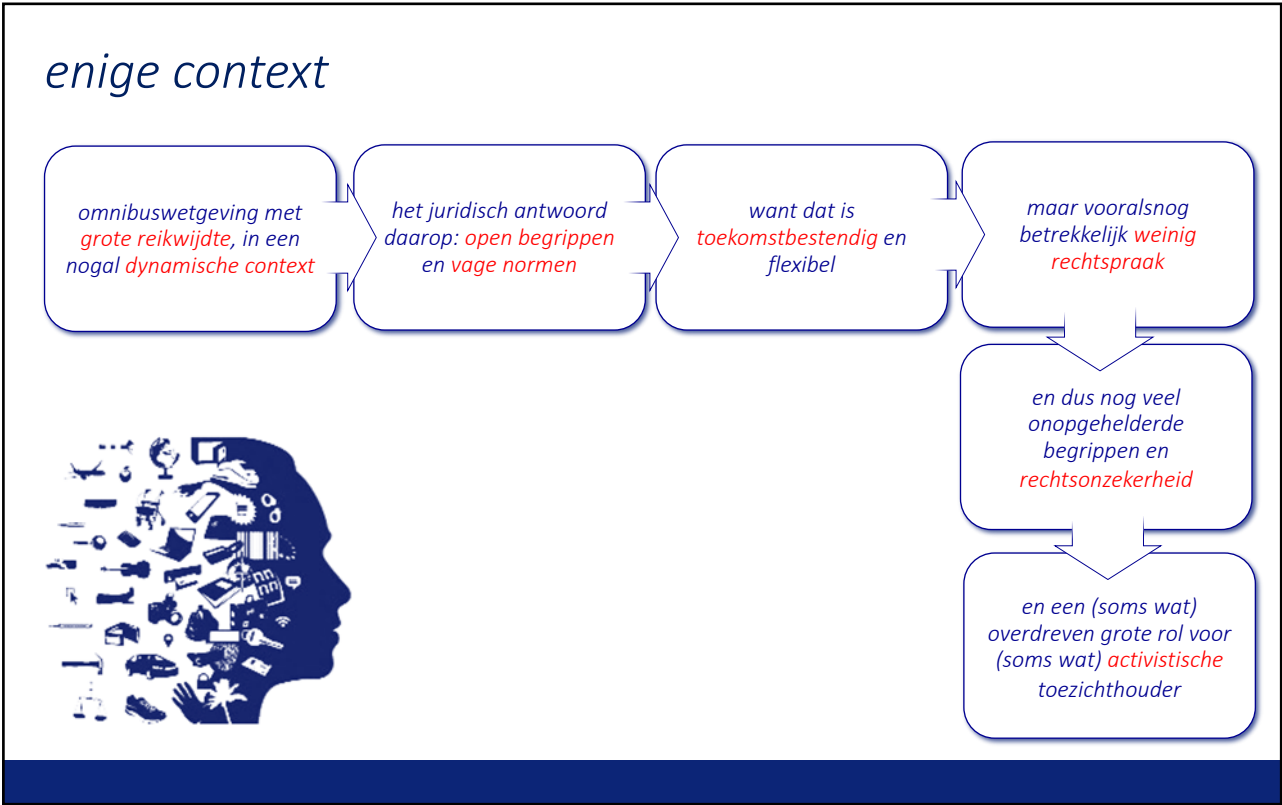 enige context
omnibuswetgeving met
grote reikwijdte, in een
nogal dynamische context
het juridisch antwoord
daarop: open begrippen
en vage normen
want dat is
toekomstbestendig en
flexibel
maar vooralsnog
betrekkelijk weinig
rechtspraak
en dus nog veel
onopgehelderde
begrippen en
rechtsonzekerheid
en een (soms wat)
overdreven grote rol voor
(soms wat) activistische
toezichthouder